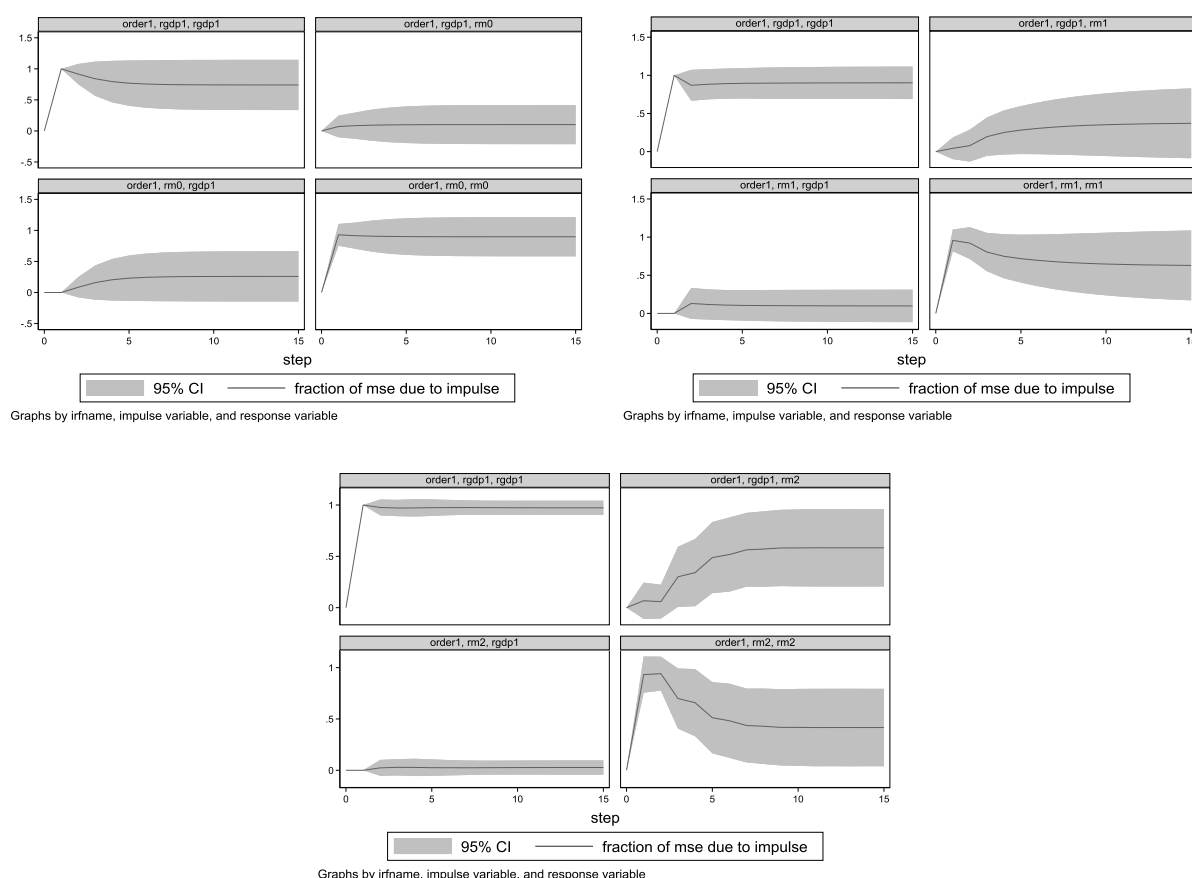 order1, rgdp1, rgdp1
order1, rgdp1, rm0
1.5
1
.5
0
-.5
order1, rm0, rgdp1
order1, rm0, rm0
1.5
1
.5
0
-.5
0 5 10 15
0 5 10 15
step
95% CI
fraction of mse due to impulse
Graphs by irfname, impulse variable, and response variable
order1, rgdp1, rgdp1
order1, rgdp1, rm1
1.5
1
.5
0
order1, rm1, rgdp1
order1, rm1, rm1
1.5
1
.5
0
0 5 10 15
0 5 10 15
step
95% CI
fraction of mse due to impulse
Graphs by irfname, impulse variable, and response variable
order1, rgdp1, rgdp1
order1, rgdp1, rm2
1
.5
0
order1, rm2, rgdp1
order1, rm2, rm2
1
.5
0
0 5 10 15
0 5 10 15
step
95% CI
fraction of mse due to impulse
Graphs by irfname, impulse variable, and response variable